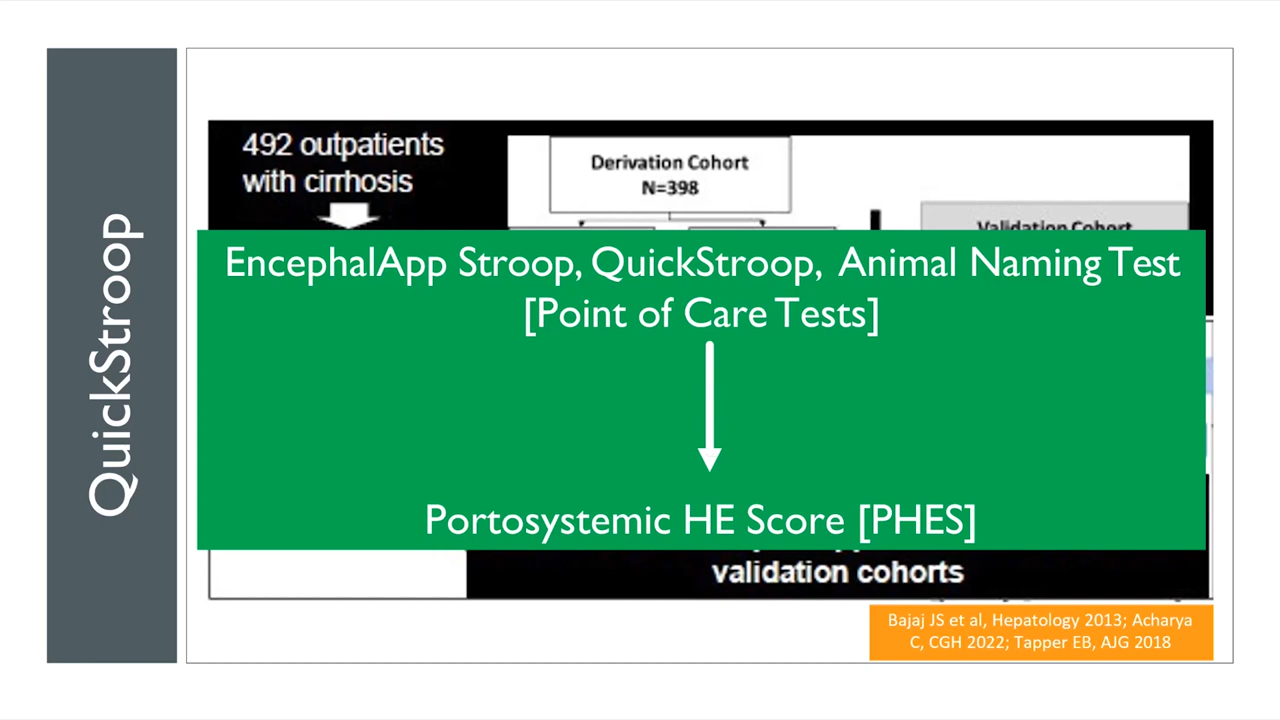 QuickStroop
492 outpatients
with cirrhosis
Derivation Cohort
N=398
Validation Cohort
EncephalApp Stroop, QuickStroop, Animal Naming Test
[Point of Care Tests]
Portosystemic HE Score [PHES]
validation cohorts
Bajaj JS et al, Hepatology 2013; Acharya
C, CGH 2022; Tapper EB, AJG 2018